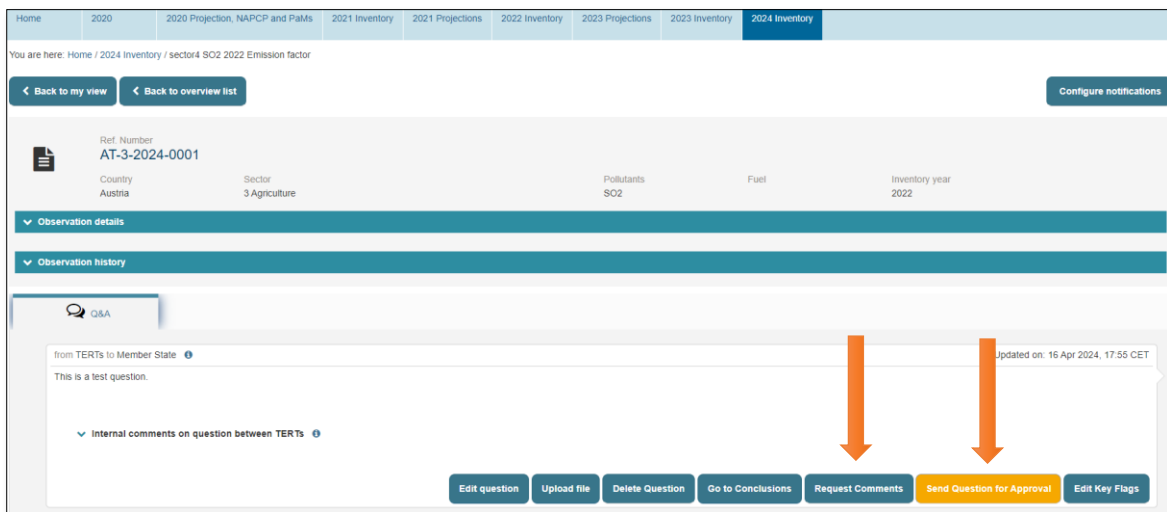 Home 2020 2020 Projection, NAPCP and PaMs 2021 Inventory 2021 Projections 2022 Inventory 2023 Projections 2023 Inventory 2024 Inventory
You are here: Home / 2024 Inventory / sector4 SO2 2022 Emission factor
Back to my view Back to overview list Configure notifications
Ref. Number
AT-3-2024-0001
Country Sector Pollutants Fuel Inventory year
Austria 3 Agriculture SO2 2022
Observation details
Observation history
Q&A
from TERTs to Member State Updated on: 16 Apr 2024, 17:55 CET
This is a test question.
Internal comments on question between TERTs
Edit question Upload file Delete Question Go to Conclusions Request Comments Send Question for Approval Edit Key Flags